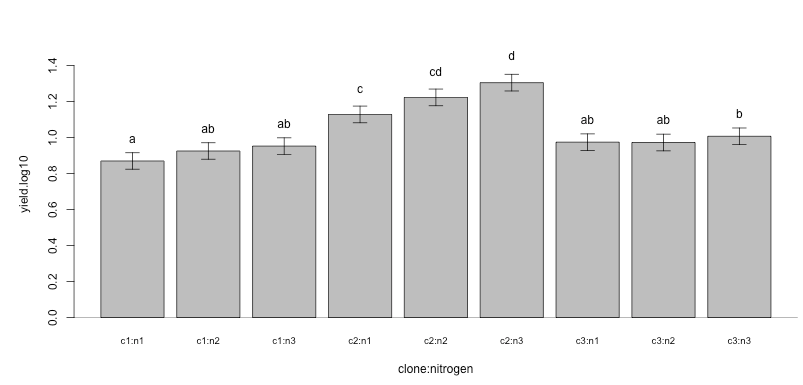 a ab ab c cd d ab ab b
yield.log10
1.4
1.2
1.0
0.8
0.6
0.4
0.2
0.0
c1:n1 c1:n2 c1:n3 c2:n1 c2:n2 c2:n3 c3:n1 c3:n2 c3:n3
clone:nitrogen